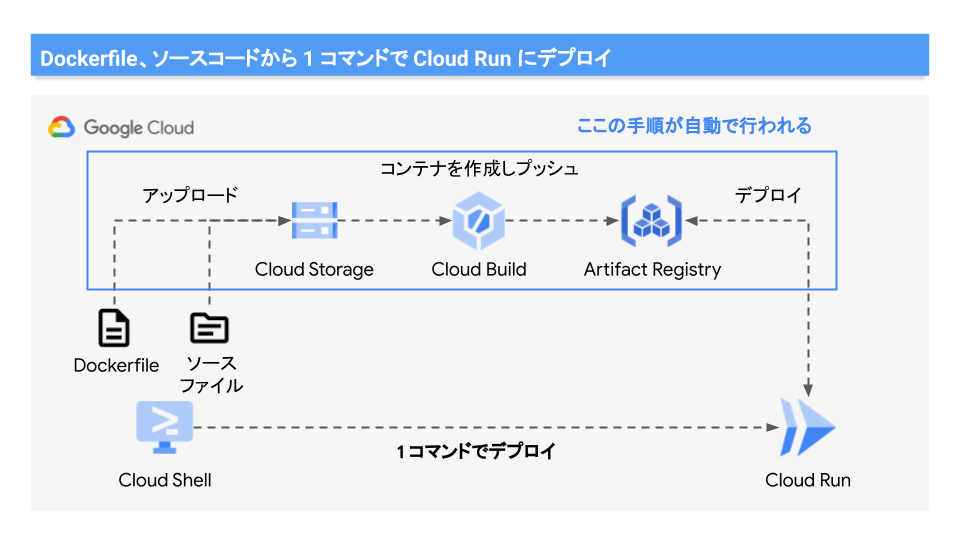 Dockerfile、ソースコードから 1 コマンドで Cloud Run にデプロイ
Google Cloud
ここの手順が自動で行われる
コンテナを作成しプッシュ
アップロード
デプロイ
Cloud Storage
Cloud Build
Artifact Registry
Dockerfile
ソース
ファイル
1 コマンドでデプロイ
Cloud Shell
Cloud Run